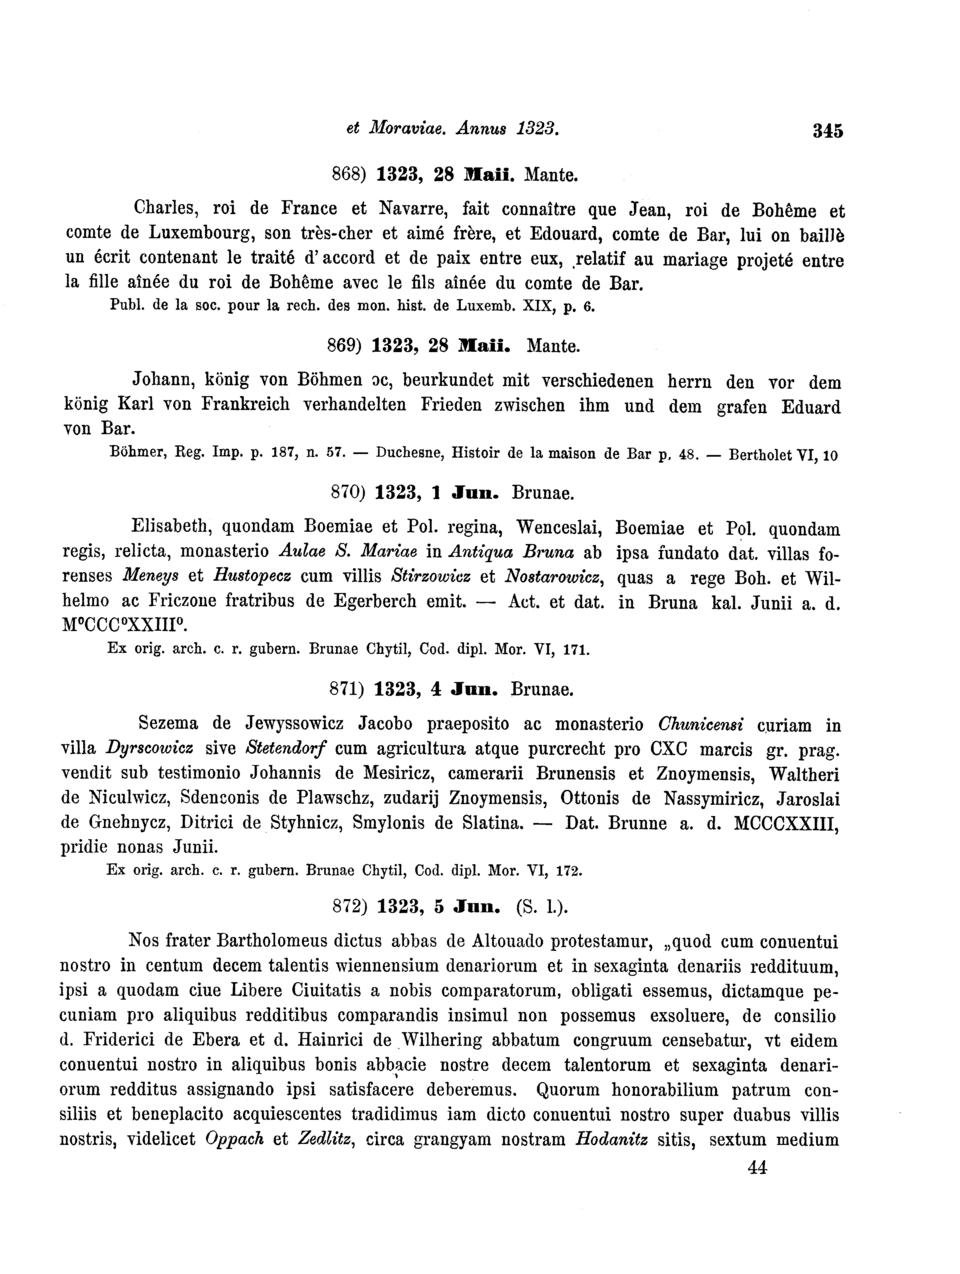 et Moraviae. Annus 1323. 345
868) 1323, 28 Maii. Mante.
Charles, roi de France et Navarre, fait connaître que Jean, roi de Bohême et
comte de Luxembourg, son très-cher et aimé frère, et Edouard, comte de Bar, lui on baillè
un écrit contenant le traité d' accord et de paix entre eux, relatif au mariage projeté entre
la fille aînée du roi de Bohême avec le fils aînée du comte de Bar.
Publ. de la soc. pour la rech. des mon. hist. de Luxemb. XIX, p. 6.
869) 1323, 28 Maii. Mante.
Johann, könig von Böhmen ɔc, beurkundet mit verschiedenen herrn den vor dem
könig Karl von Frankreich verhandelten Frieden zwischen ihm und dem grafen Eduard
von Bar.
Böhmer, Reg. Imp. p. 187, n. 57. — Duchesne, Histoir de la maison de Bar p. 48. — Bertholet VI, 10
870) 1323, 1 Jun. Brunae.
Elisabeth, quondam Boemiae et Pol. regina, Wenceslai, Boemiae et Pol. quondam
regis, relicta, monasterio Aulae S. Mariae in Antiqua Bruna ab ipsa fundato dat. villas fo-
renses Meneys et Hustopecz cum villis Stirzowicz et Nostarowicz, quas a rege Boh. et Wil-
helmo ac Friczone fratribus de Egerberch emit. — Act. et dat. in Bruna kal. Junii a. d.
M⁰CCC⁰XXIII⁰.
Ex orig. arch. c. r. gubern. Brunae Chytil, Cod. dipl. Mor. VI, 171.
871) 1323, 4 Jun. Brunae.
Sezema de Jewyssowicz Jacobo praeposito ac monasterio Chunicensi curiam in
villa Dyrscowicz sive Stetendorf cum agricultura atque purcrecht pro CXC marcis gr. prag.
vendit sub testimonio Johannis de Mesiricz, camerarii Brunensis et Znoymensis, Waltheri
de Niculwicz, Sdenconis de Plawschz, zudarij Znoymensis, Ottonis de Nassymiricz, Jaroslai
de Gnehnycz, Ditrici de Styhnicz, Smylonis de Slatina. — Dat. Brunne a. d. MCCCXXIII,
pridie nonas Junii.
Ex orig. arch. c. r. gubern. Brunae Chytil, Cod. dipl. Mor. VI, 172.
872) 1323, 5 Jun. (S. l.).
Nos frater Bartholomeus dictus abbas de Altouado protestamur, „quod cum conuentui
nostro in centum decem talentis wiennensium denariorum et in sexaginta denariis reddituum,
ipsi a quodam ciue Libere Ciuitatis a nobis comparatorum, obligati essemus, dictamque pe-
cuniam pro aliquibus redditibus comparandis insimul non possemus exsoluere, de consilio
d. Friderici de Ebera et d. Hainrici de Wilhering abbatum congruum censebatur, vt eidem
conuentui nostro in aliquibus bonis abbacie nostre decem talentorum et sexaginta denari-
orum redditus assignando ipsi satisfacere deberemus. Quorum honorabilium patrum con-
siliis et beneplacito acquiescentes tradidimus iam dicto conuentui nostro super duabus villis
nostris, videlicet Oppach et Zedlitz, circa grangyam nostram Hodanitz sitis, sextum medium
44